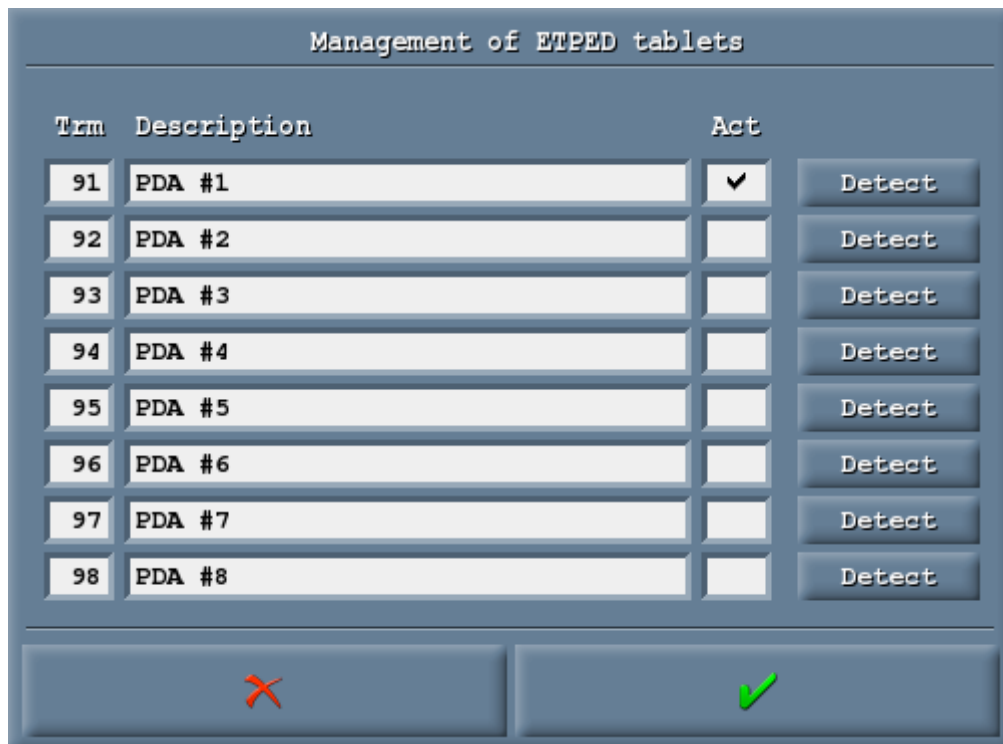 Management of ETPED tablets
Trm Description Act
91 PDA #1 ✓ Detect
92 PDA #2 Detect
93 PDA #3 Detect
94 PDA #4 Detect
95 PDA #5 Detect
96 PDA #6 Detect
97 PDA #7 Detect
98 PDA #8 Detect